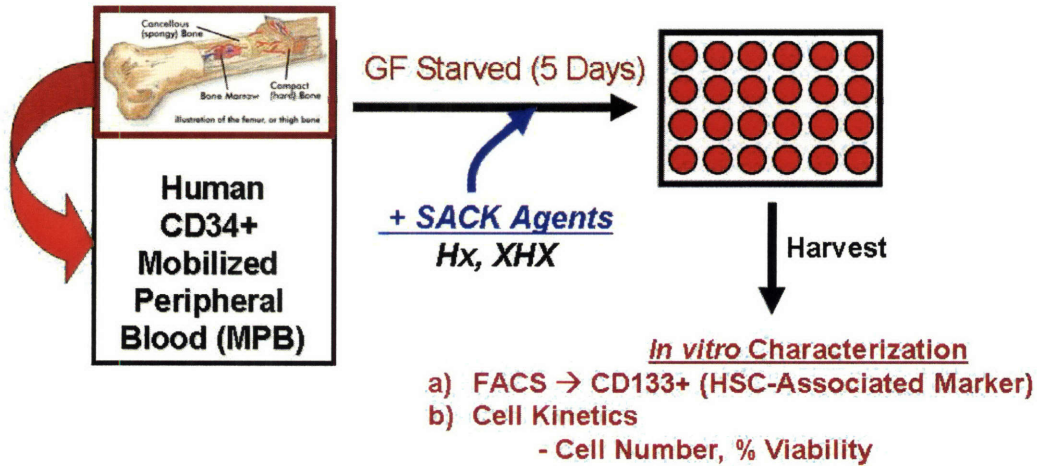 Cancellous
(spongy) Bone
Bone Marrow
Compact
(hard) Bone
illustration of the femur, or thigh bone
Human
CD34+
Mobilized
Peripheral
Blood (MPB)
GF Starved (5 Days)
+ SACK Agents
Hx, XHX
Harvest
In vitro Characterization
a) FACS → CD133+ (HSC-Associated Marker)
b) Cell Kinetics
- Cell Number, % Viability